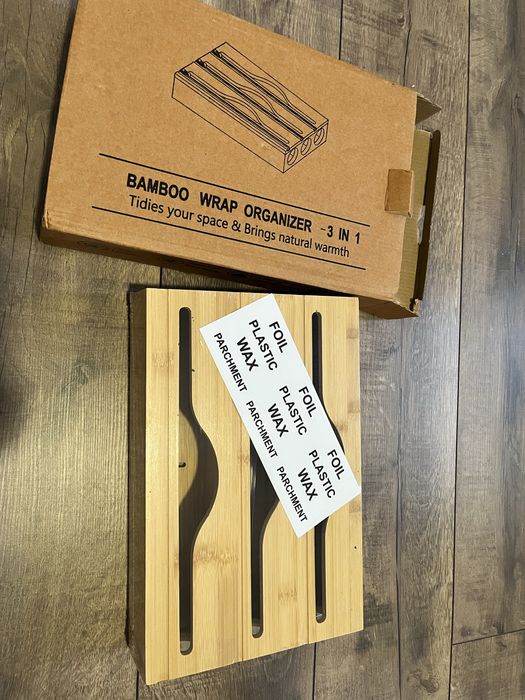 BAMBOO WRAP ORGANIZER -3 IN 1
Tidies your space & Brings natural warmth
FOIL
PLASTIC
WAX
PARCHMENT
FOIL
PLASTIC
WAX
PARCHMENT
FOIL
PLASTIC
WAX
PARCHMENT